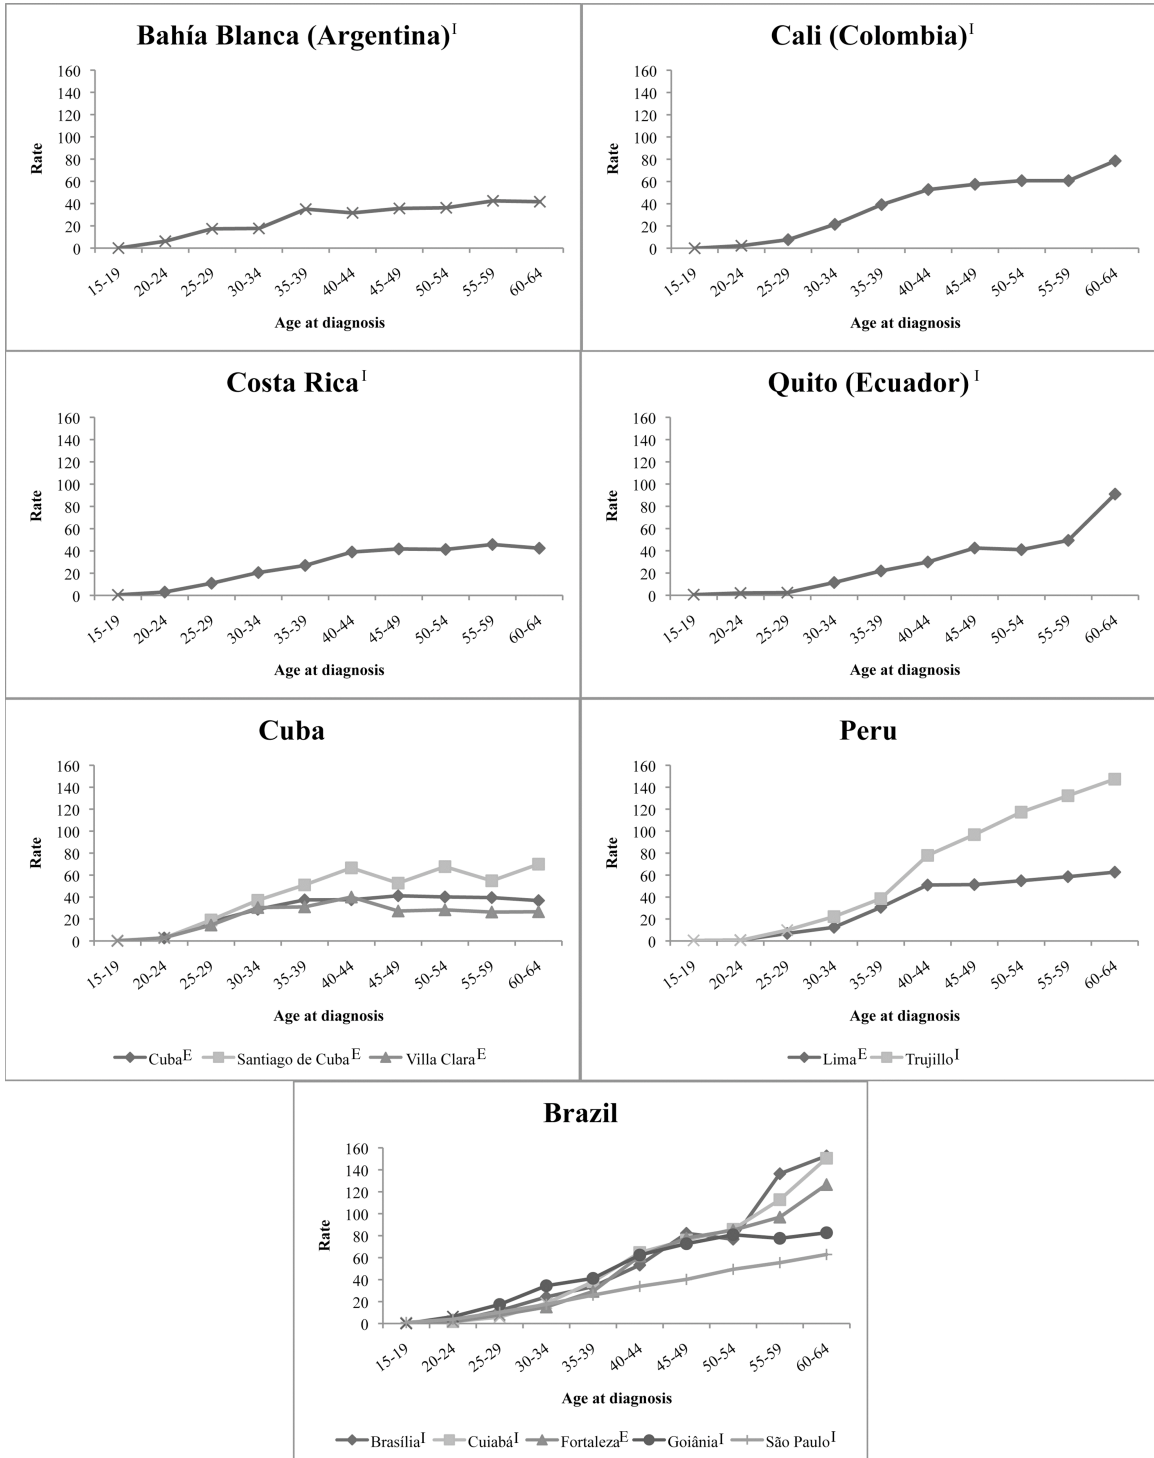 Bahía Blanca (Argentina)I
160
140
120
100
80
60
40
20
0
Rate
15-19 20-24 25-29 30-34 35-39 40-44 45-49 50-54 55-59 60-64
Age at diagnosis
Cali (Colombia)I
160
140
120
100
80
60
40
20
0
Rate
15-19 20-24 25-29 30-34 35-39 40-44 45-49 50-54 55-59 60-64
Age at diagnosis
Costa RicaI
160
140
120
100
80
60
40
20
0
Rate
15-19 20-24 25-29 30-34 35-39 40-44 45-49 50-54 55-59 60-64
Age at diagnosis
Quito (Ecuador) I
160
140
120
100
80
60
40
20
0
Rate
15-19 20-24 25-29 30-34 35-39 40-44 45-49 50-54 55-59 60-64
Age at diagnosis
Cuba
160
140
120
100
80
60
40
20
0
Rate
15-19 20-24 25-29 30-34 35-39 40-44 45-49 50-54 55-59 60-64
Age at diagnosis
CubaE Santiago de CubaE Villa ClaraE
Peru
160
140
120
100
80
60
40
20
0
Rate
15-19 20-24 25-29 30-34 35-39 40-44 45-49 50-54 55-59 60-64
Age at diagnosis
LimaE TrujilloI
Brazil
160
140
120
100
80
60
40
20
0
Rate
15-19 20-24 25-29 30-34 35-39 40-44 45-49 50-54 55-59 60-64
Age at diagnosis
BrasíliaI CuiabáI FortalezaE GoiâniaI São PauloI